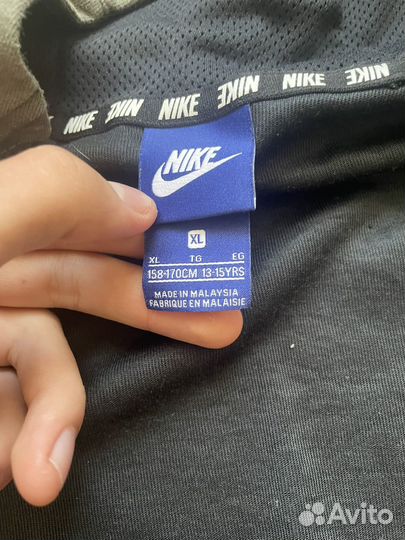 NIKE NIKE NIKE NIKE NIKE NIKE
NIKE
XL
XL TG EG
158-170CM 13-15YRS
MADE IN MALAYSIA
FABRIQUE EN MALAISIE
Avito